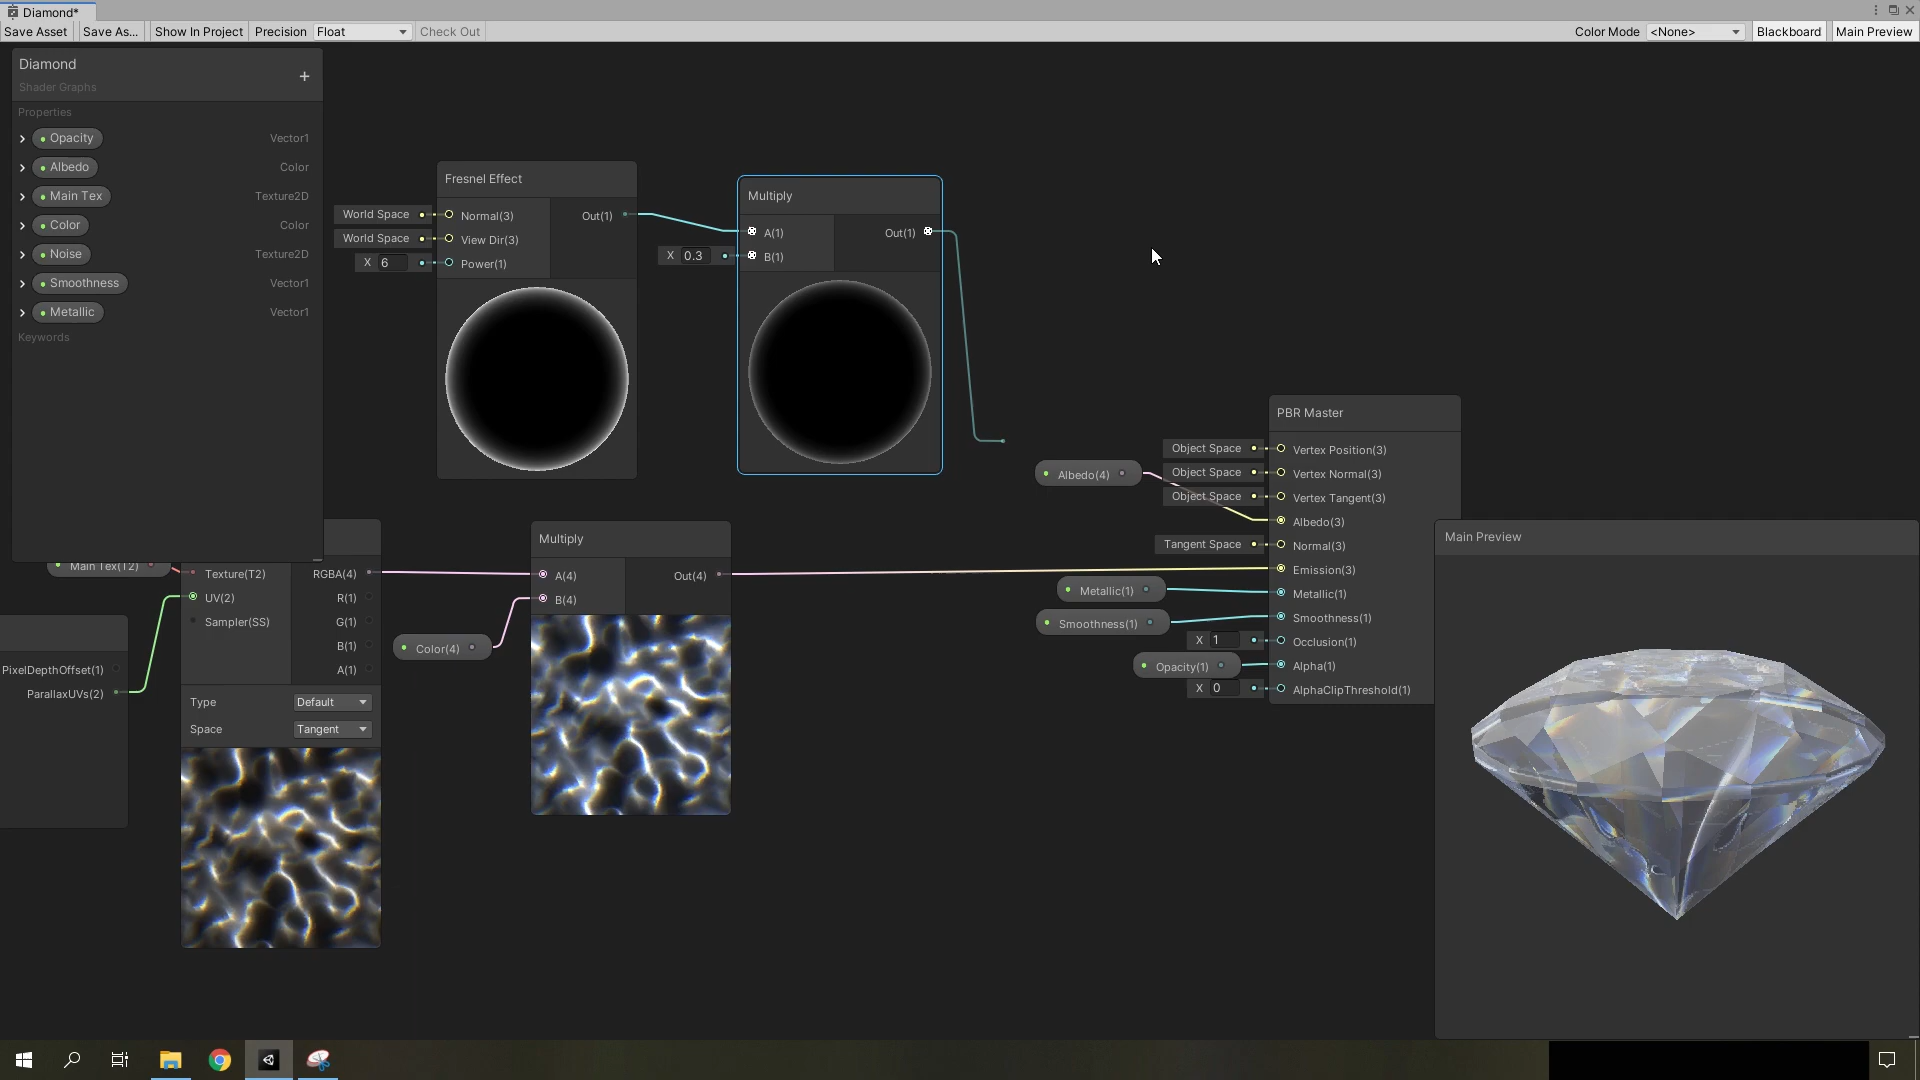 Diamond*
Save Asset
Save As...
Show In Project
Precision
Float
Check Out
Color Mode
<None>
Blackboard
Main Preview
Diamond
+
Shader Graphs
Properties
Opacity Vector1
Albedo Color
Main Tex Texture2D
Color Color
Noise Texture2D
Smoothness Vector1
Metallic Vector1
Keywords
Fresnel Effect
World Space Normal(3) Out(1)
World Space View Dir(3)
X 6 Power(1)
Multiply
A(1) Out(1)
X 0.3 B(1)
PBR Master
Object Space Vertex Position(3)
Albedo(4) Object Space Vertex Normal(3)
Object Space Vertex Tangent(3)
Albedo(3)
Tangent Space Normal(3)
Emission(3)
Metallic(1) Metallic(1)
Smoothness(1) Smoothness(1)
X 1 Occlusion(1)
Opacity(1) Alpha(1)
X 0 AlphaClipThreshold(1)
Main Preview
Main Tex(T2)
Texture(T2) RGBA(4)
UV(2) R(1)
Sampler(SS) G(1)
B(1)
A(1)
Type Default
Space Tangent
PixelDepthOffset(1)
ParallaxUVs(2)
Multiply
A(4) Out(4)
B(4)
Color(4)